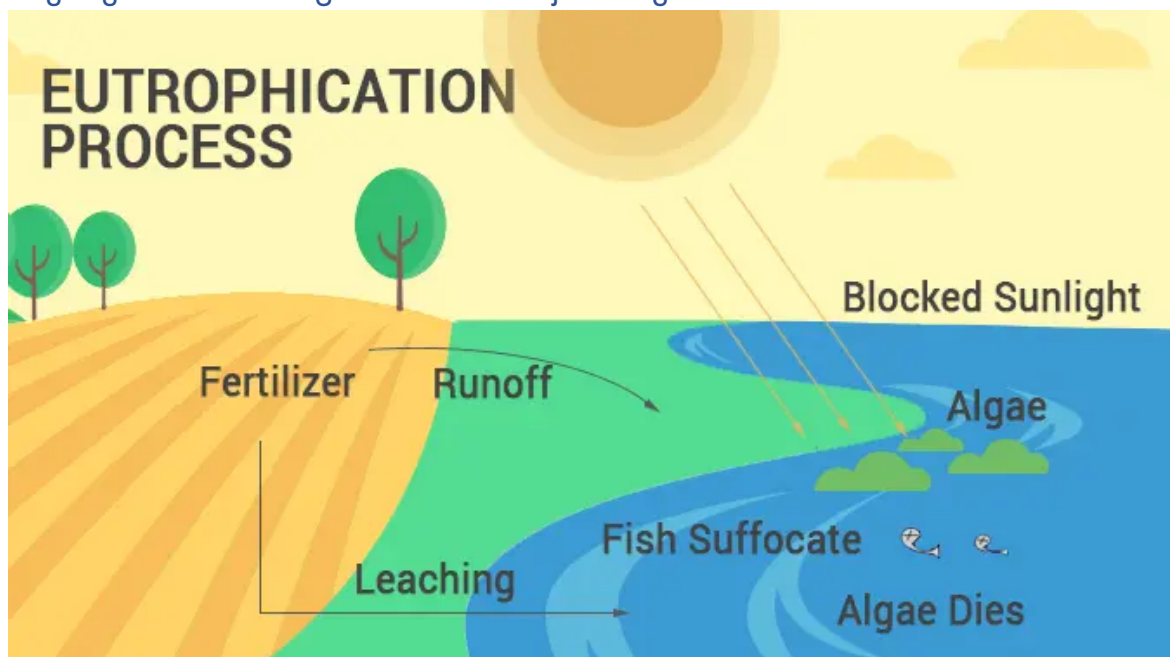 EUTROPHICATION
PROCESS
Blocked Sunlight
Fertilizer
Runoff
Algae
Fish Suffocate
Leaching
Algae Dies